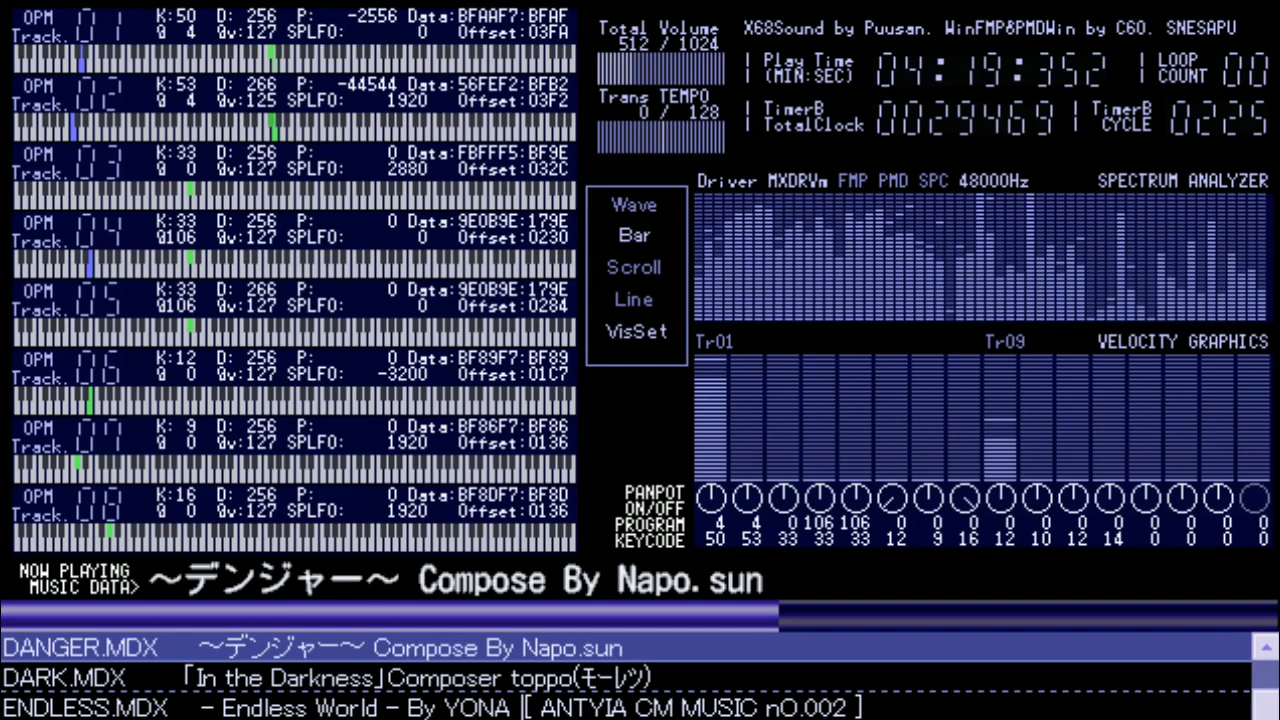 OPM K:50 D: 256 P: -2556 Data:BFAAF7:BFAF
Track. 01 @ 4 @v:127 SPLFO: 0 Offset:03FA
OPM K:53 D: 266 P: -44544 Data:56FEF2:BFB2
Track. 02 @ 4 @v:125 SPLFO: 1920 Offset:03F2
OPM K:33 D: 256 P: 0 Data:FBFFF5:BF9E
Track. 03 @ 0 @v:127 SPLFO: 2880 Offset:032C
OPM K:33 D: 256 P: 0 Data:9E0B9E:179E
Track. 04 @106 @v:127 SPLFO: 0 Offset:0230
OPM K:33 D: 266 P: 0 Data:9E0B9E:179E
Track. 05 @106 @v:127 SPLFO: 0 Offset:0284
OPM K:12 D: 256 P: 0 Data:BF89F7:BF89
Track. 06 @ 0 @v:127 SPLFO: -3200 Offset:01C7
OPM K: 9 D: 256 P: 0 Data:BF86F7:BF86
Track. 07 @ 0 @v:127 SPLFO: 1920 Offset:0136
OPM K:16 D: 256 P: 0 Data:BF8DF7:BF8D
Track. 08 @ 0 @v:127 SPLFO: 1920 Offset:0136
Total Volume
512 / 1024
Trans TEMPO
0 / 128
X68Sound by Puusan. WinFMP&PMDWin by C60. SNESAPU
Play Time (MIN:SEC) 04:19:352
LOOP COUNT 00
TimerB TotalClock 0029469
TimerB CYCLE 0225
Wave
Bar
Scroll
Line
VisSet
Driver MXDRVm FMP PMD SPC 48000Hz SPECTRUM ANALYZER
Tr01 Tr09 VELOCITY GRAPHICS
PANPOT
ON/OFF
PROGRAM 4 4 0 106 106 0 0 0 0 0 0 0 0 0 0 0
KEYCODE 50 53 33 33 33 12 9 16 12 10 12 14 0 0 0 0
NOW PLAYING
MUSIC DATA> ～デンジャー～ Compose By Napo.sun
DANGER.MDX ～デンジャー～ Compose By Napo.sun
DARK.MDX 「In the Darkness」Composer toppo(ﾓｰﾚﾂ)
ENDLESS.MDX - Endless World - By YONA |[ ANTYIA CM MUSIC nO.002 ]